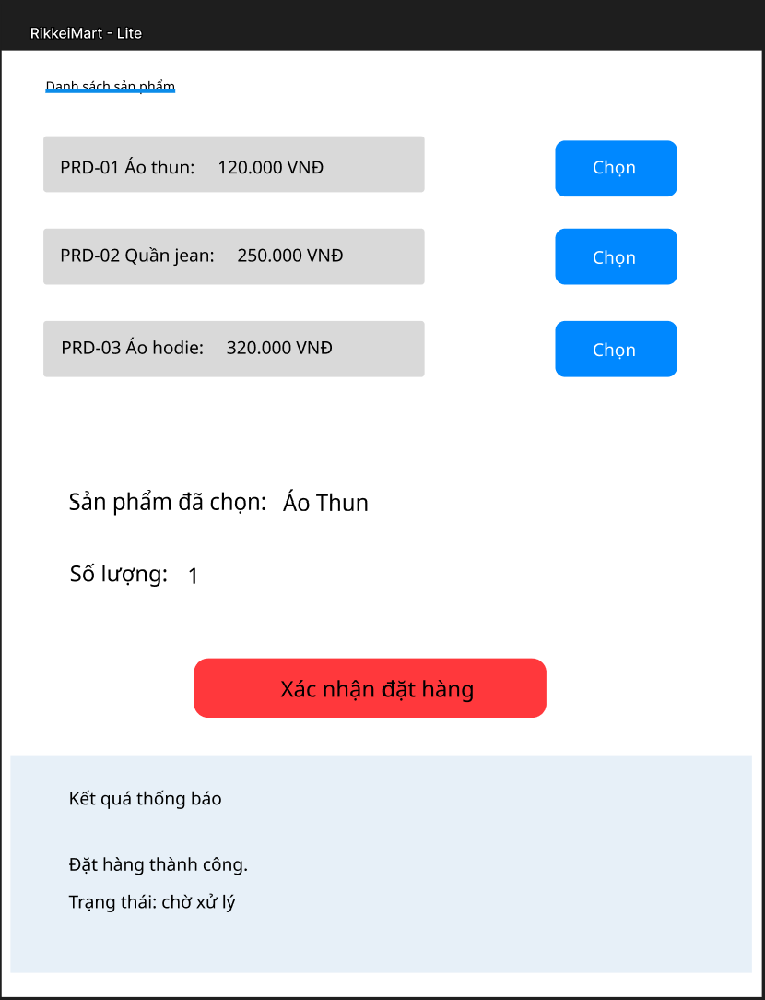 RikkeiMart - Lite
Danh sách sản phẩm
PRD-01 Áo thun: 120.000 VNĐ
Chọn
PRD-02 Quần jean: 250.000 VNĐ
Chọn
PRD-03 Áo hodie: 320.000 VNĐ
Chọn
Sản phẩm đã chọn: Áo Thun
Số lượng: 1
Xác nhận đặt hàng
Kết quá thống báo
Đặt hàng thành công.
Trạng thái: chờ xử lý